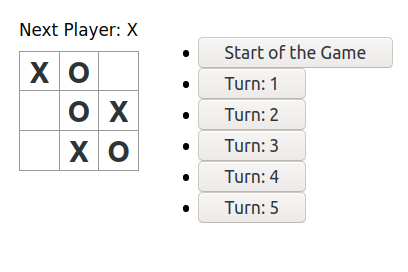 Next Player: X
X O
O X
X O
Start of the Game
Turn: 1
Turn: 2
Turn: 3
Turn: 4
Turn: 5